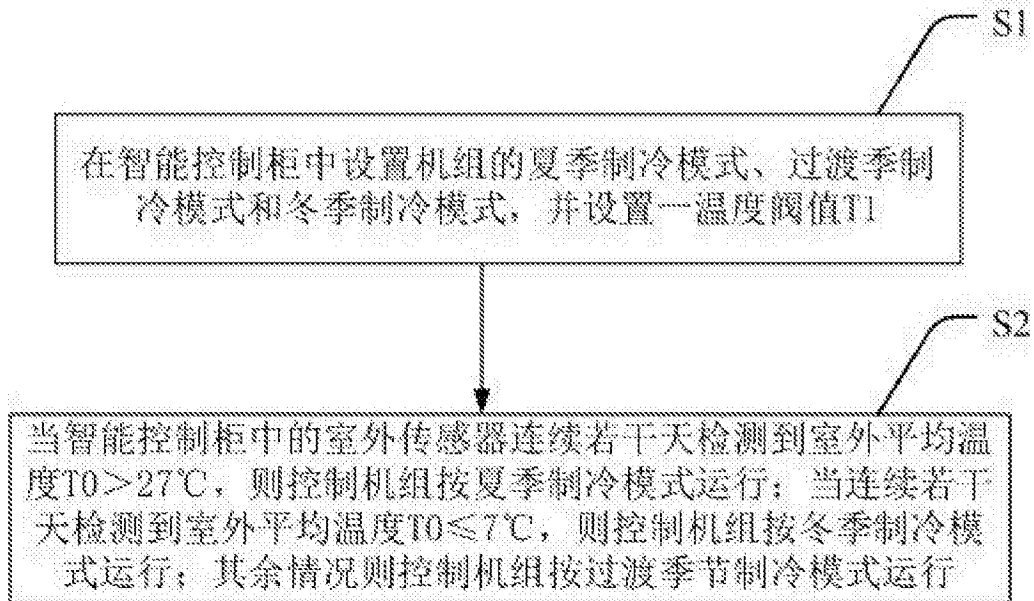 S1
在智能控制柜中设置机组的夏季制冷模式、过渡季制
冷模式和冬季制冷模式，并设置一温度阀值T1
S2
当智能控制柜中的室外传感器连续若干天检测到室外平均温
度T0＞27℃，则控制机组按夏季制冷模式运行；当连续若干
天检测到室外平均温度T0≤7℃，则控制机组按冬季制冷模
式运行；其余情况则控制机组按过渡季节制冷模式运行